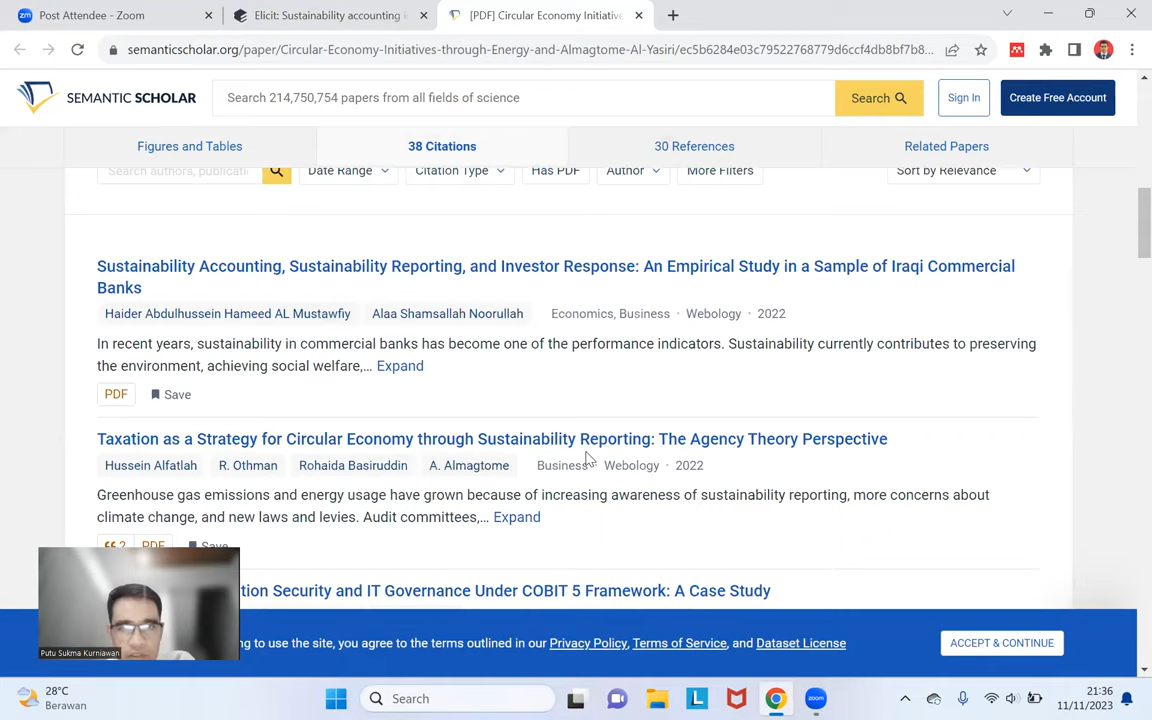 Post Attendee - Zoom
Elicit: Sustainability accounting i
[PDF] Circular Economy Initiative
semanticscholar.org/paper/Circular-Economy-Initiatives-through-Energy-and-Almagtome-Al-Yasiri/ec5b6284e03c79522768779d6ccf4db8bf7b8...
SEMANTIC SCHOLAR
Search 214,750,754 papers from all fields of science
Search
Sign In
Create Free Account
Figures and Tables
38 Citations
30 References
Related Papers
Search authors, publicati
Date Range
Citation Type
Has PDF
Author
More Filters
Sort by Relevance
Sustainability Accounting, Sustainability Reporting, and Investor Response: An Empirical Study in a Sample of Iraqi Commercial
Banks
Haider Abdulhussein Hameed AL Mustawfiy Alaa Shamsallah Noorullah Economics, Business · Webology · 2022
In recent years, sustainability in commercial banks has become one of the performance indicators. Sustainability currently contributes to preserving
the environment, achieving social welfare,... Expand
PDF Save
Taxation as a Strategy for Circular Economy through Sustainability Reporting: The Agency Theory Perspective
Hussein Alfatlah R. Othman Rohaida Basiruddin A. Almagtome Business · Webology · 2022
Greenhouse gas emissions and energy usage have grown because of increasing awareness of sustainability reporting, more concerns about
climate change, and new laws and levies. Audit committees,... Expand
2 PDF Save
tion Security and IT Governance Under COBIT 5 Framework: A Case Study
ng to use the site, you agree to the terms outlined in our Privacy Policy, Terms of Service, and Dataset License
ACCEPT & CONTINUE
Putu Sukma Kurniawan
28°C
Berawan
Search
zoom
21:36
11/11/2023